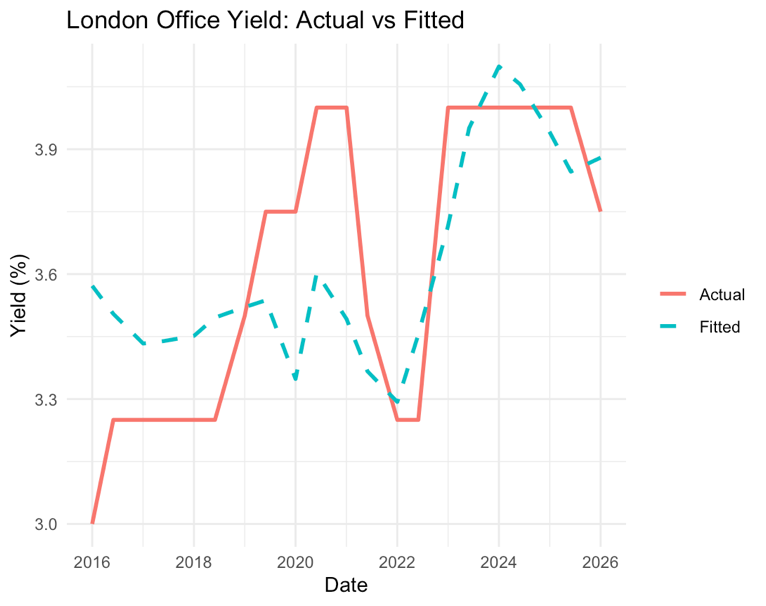 London Office Yield: Actual vs Fitted
Yield (%)
3.9
3.6
3.3
3.0
2016
2018
2020
2022
2024
2026
Date
Actual
Fitted